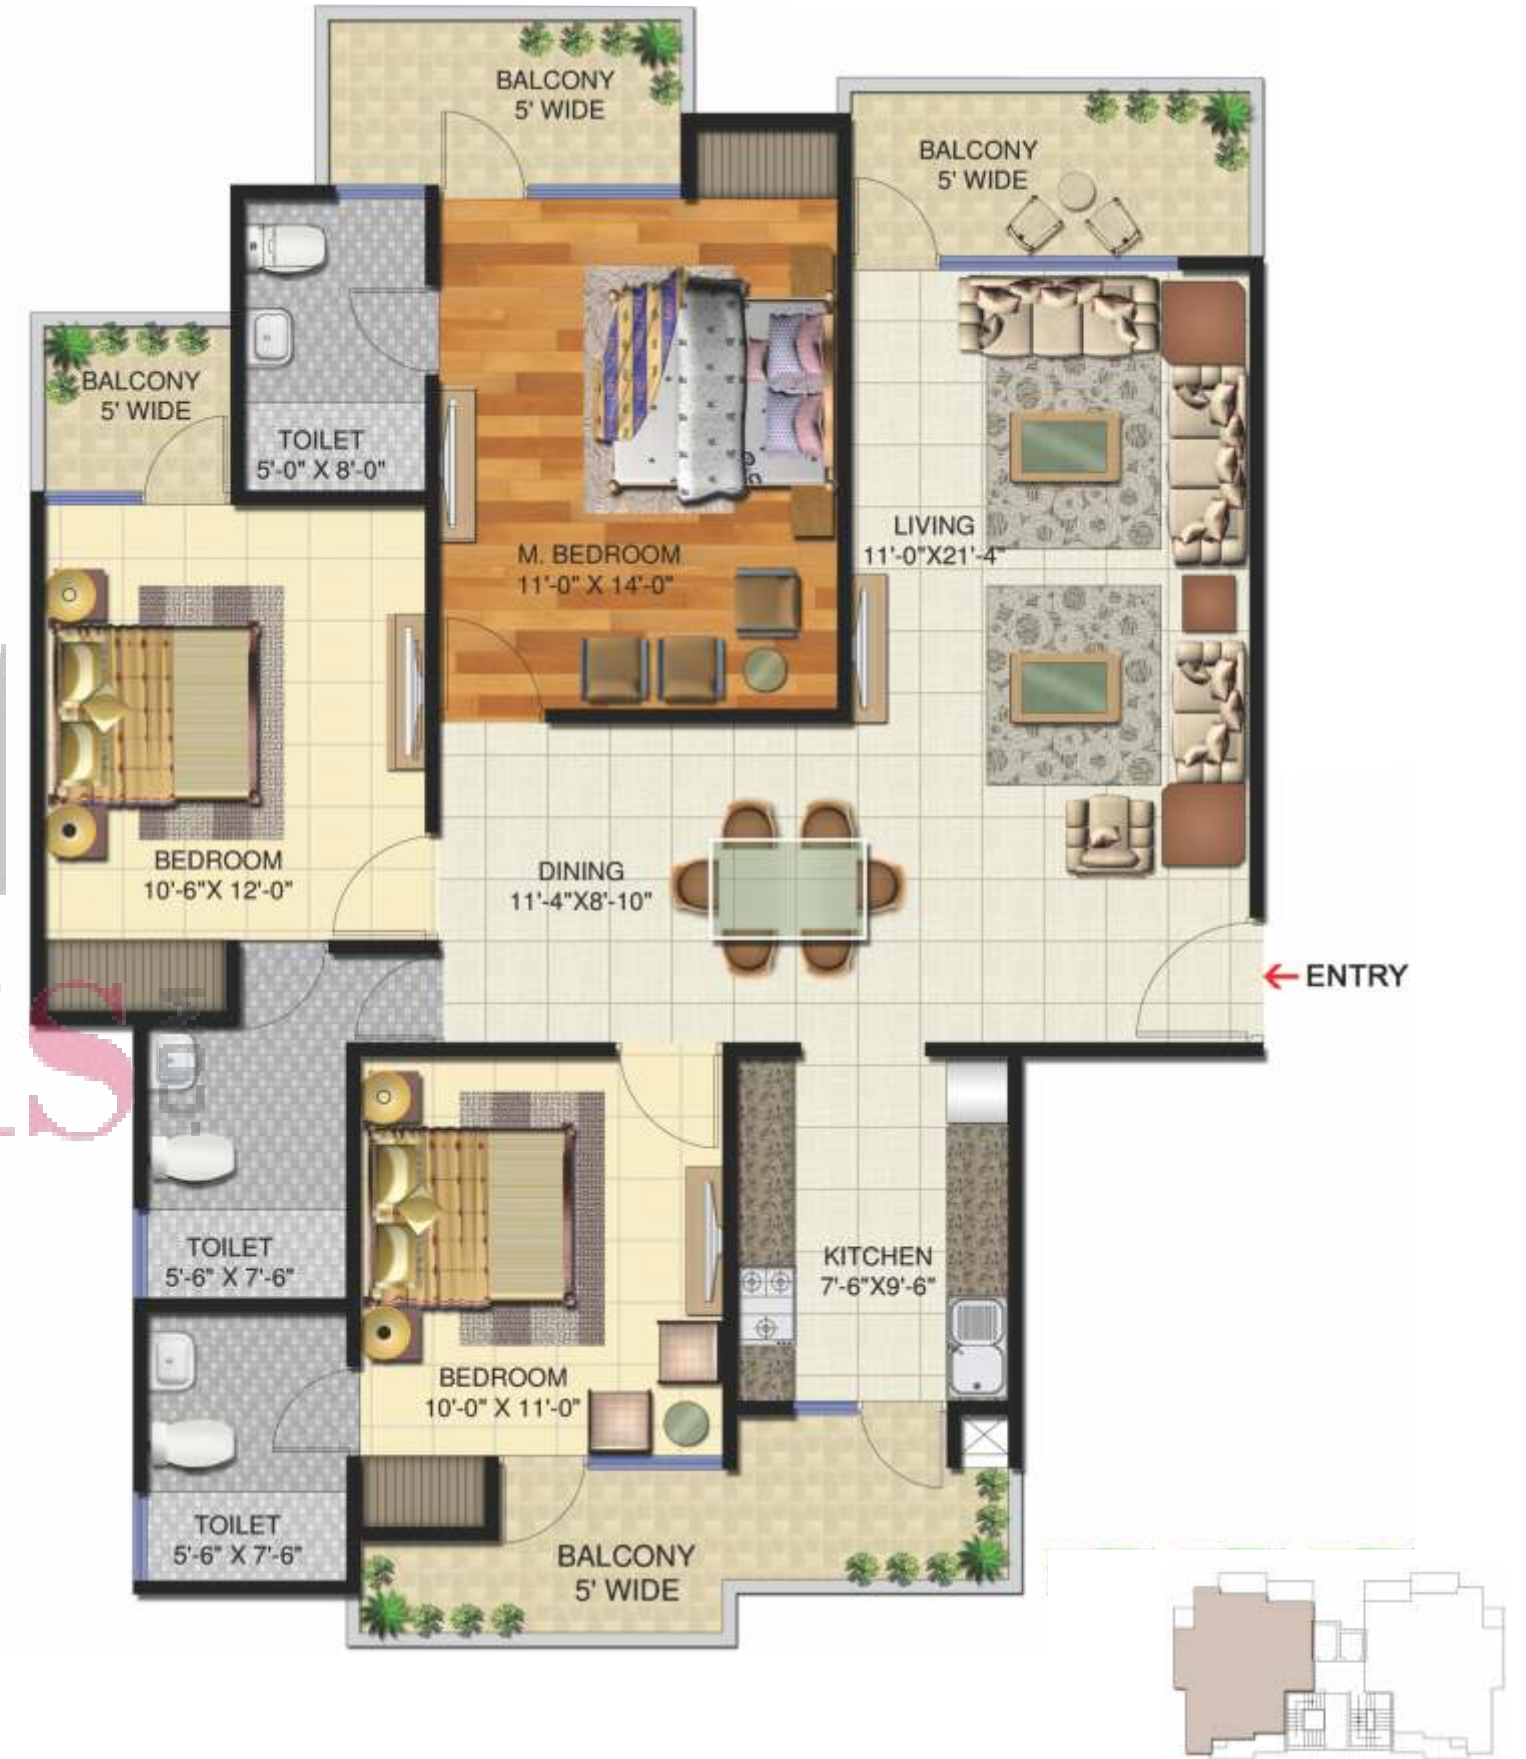 BALCONY
5' WIDE
BALCONY
5' WIDE
BALCONY
5' WIDE
TOILET
5'-0" X 8'-0"
M. BEDROOM
11'-0" X 14'-0"
LIVING
11'-0"X21'-4"
BEDROOM
10'-6"X 12'-0"
DINING
11'-4"X8'-10"
ENTRY
TOILET
5'-6" X 7'-6"
KITCHEN
7'-6"X9'-6"
BEDROOM
10'-0" X 11'-0"
TOILET
5'-6" X 7'-6"
BALCONY
5' WIDE